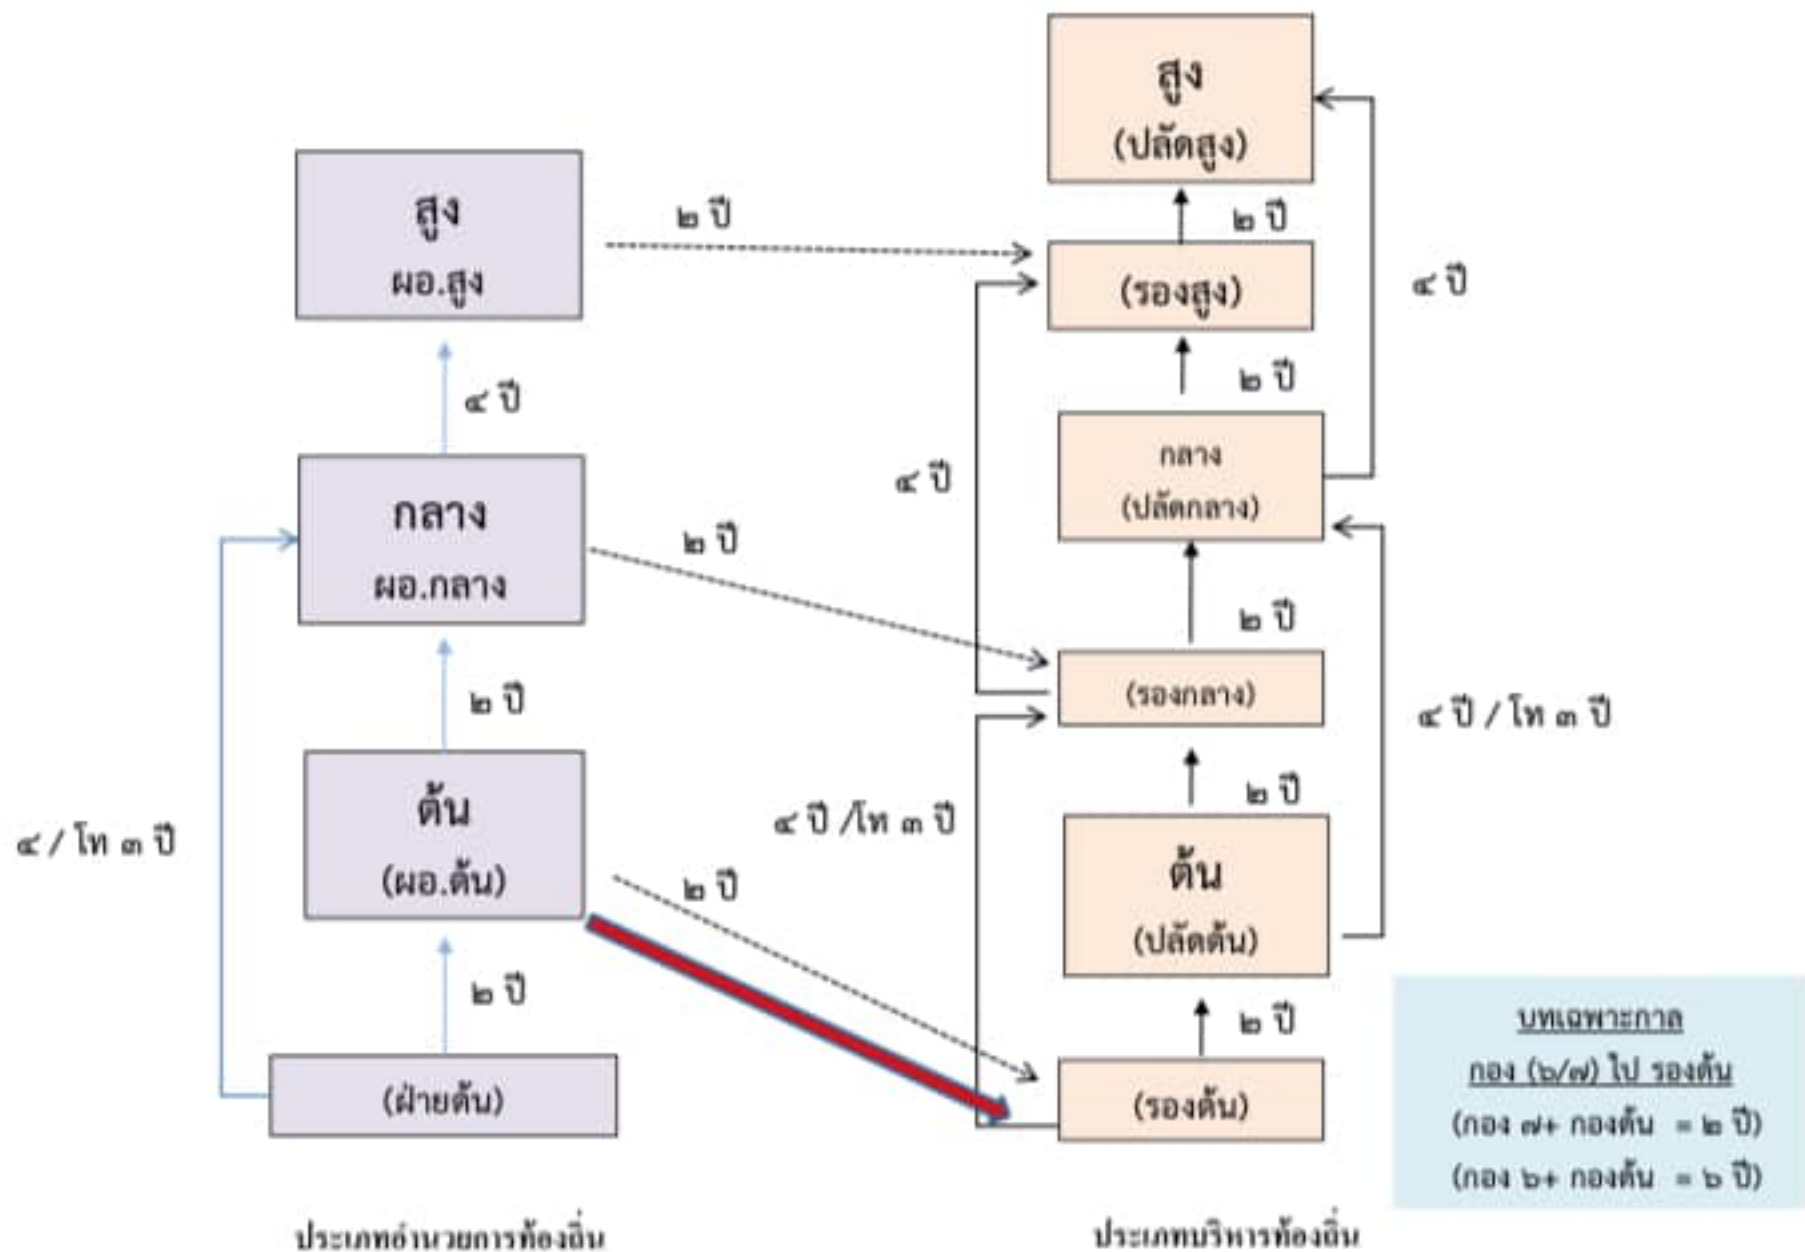 สูง
(ปลัดสูง)
๒ ปี
(รองสูง)
๔ ปี
๒ ปี
กลาง
(ปลัดกลาง)
๒ ปี
(รองกลาง)
๔ ปี / โท ๓ ปี
๒ ปี
ต้น
(ปลัดต้น)
๒ ปี
(รองต้น)
ประเภทบริหารท้องถิ่น
สูง
ผอ.สูง
๒ ปี
๔ ปี
กลาง
ผอ.กลาง
๒ ปี
๔ ปี
๒ ปี
ต้น
(ผอ.ต้น)
๒ ปี
๔ ปี /โท ๓ ปี
๔ / โท ๓ ปี
๒ ปี
(ฝ่ายต้น)
ประเภทอำนวยการท้องถิ่น
บทเฉพาะกาล
กอง (๖/๗) ไป รองต้น
(กอง ๗+ กองต้น = ๒ ปี)
(กอง ๖+ กองต้น = ๖ ปี)